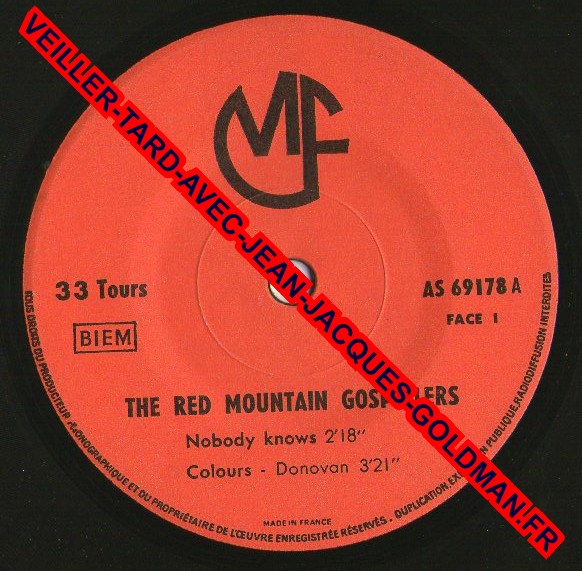 VEILLER-TARD-AVEC-JEAN-JACQUES-GOLDMAN.FR
MF
33 Tours
BIEM
AS 69178 A
FACE 1
THE RED MOUNTAIN GOSPELLERS
Nobody knows 2'18"
Colours - Donovan 3'21"
MADE IN FRANCE
TOUS DROITS DU PRODUCTEUR PHONOGRAPHIQUE ET DU PROPRIÉTAIRE DE L'ŒUVRE ENREGISTRÉE RÉSERVÉS. DUPLICATION, PUBLIQUE, RADIODIFFUSION INTERDITES